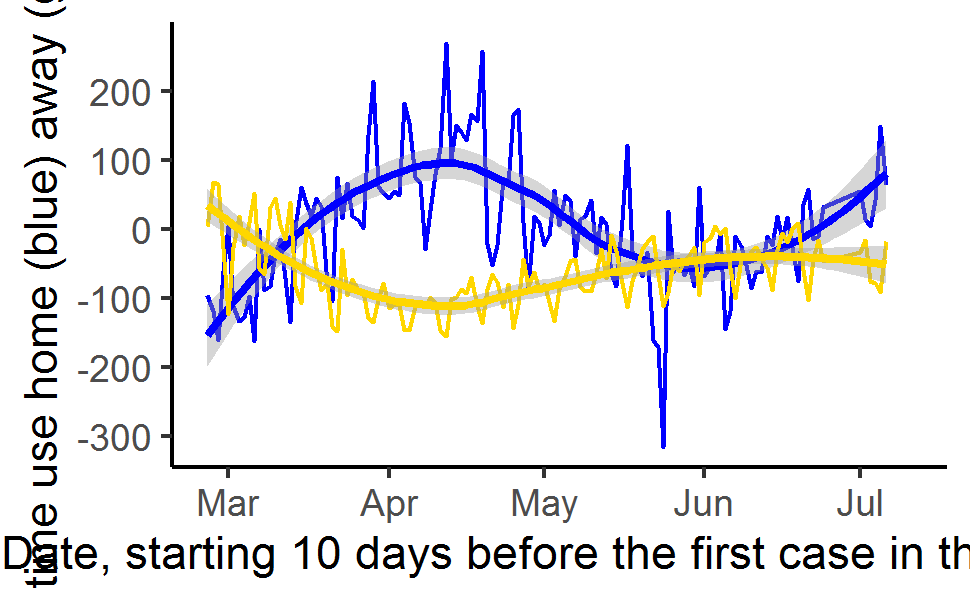 time use home (blue) away (g
200
100
0
-100
-200
-300
Mar Apr May Jun Jul
Date, starting 10 days before the first case in th